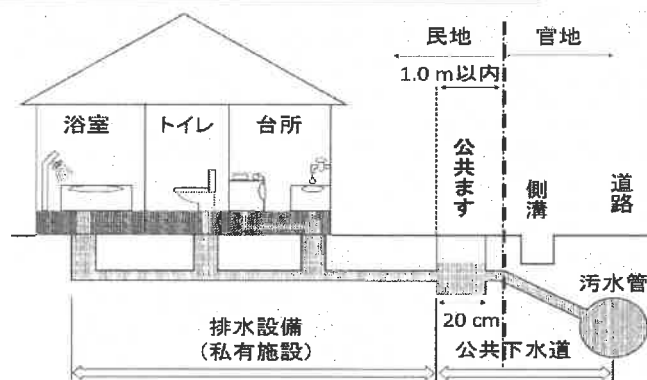 民地
官地
1.0 m以内
浴室
トイレ
台所
公共ます
側溝
道路
汚水管
20 cm
排水設備
(私有施設)
公共下水道